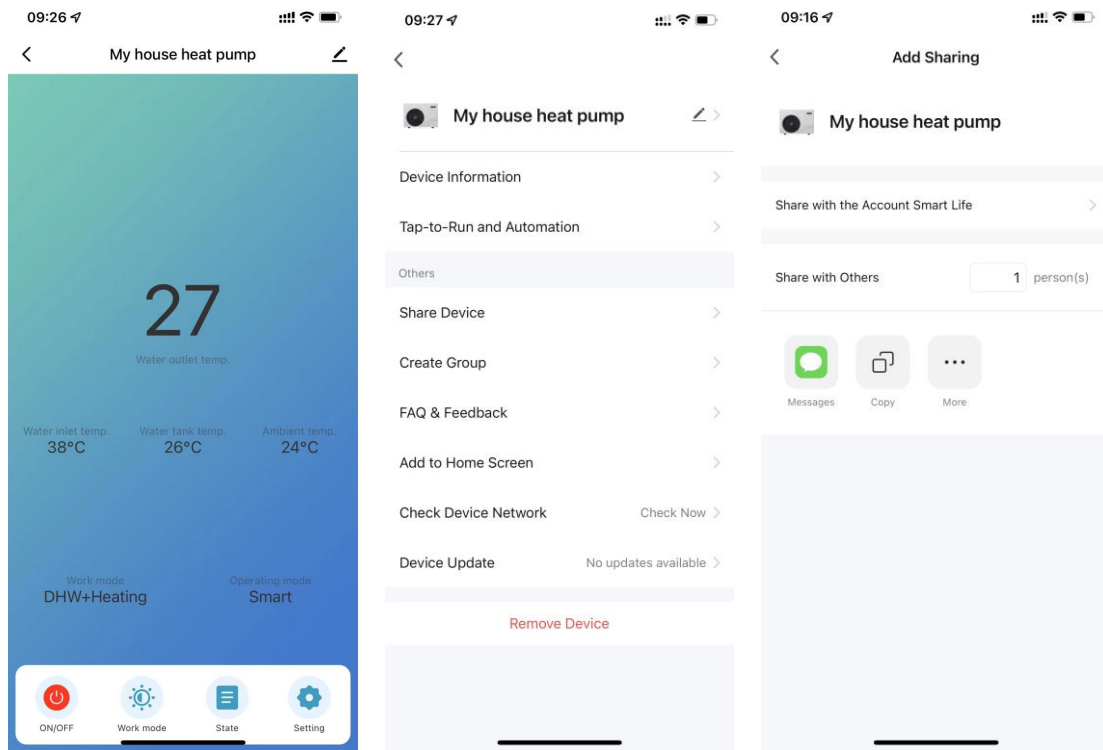 09:26
My house heat pump
27
Water outlet temp.
Water inlet temp. Water tank temp. Ambient temp.
38°C 26°C 24°C
Work mode Operating mode
DHW+Heating Smart
ON/OFF Work mode State Setting
09:27
My house heat pump
Device Information
Tap-to-Run and Automation
Others
Share Device
Create Group
FAQ & Feedback
Add to Home Screen
Check Device Network Check Now
Device Update No updates available
Remove Device
09:16
Add Sharing
My house heat pump
Share with the Account Smart Life
Share with Others 1 person(s)
Messages Copy More